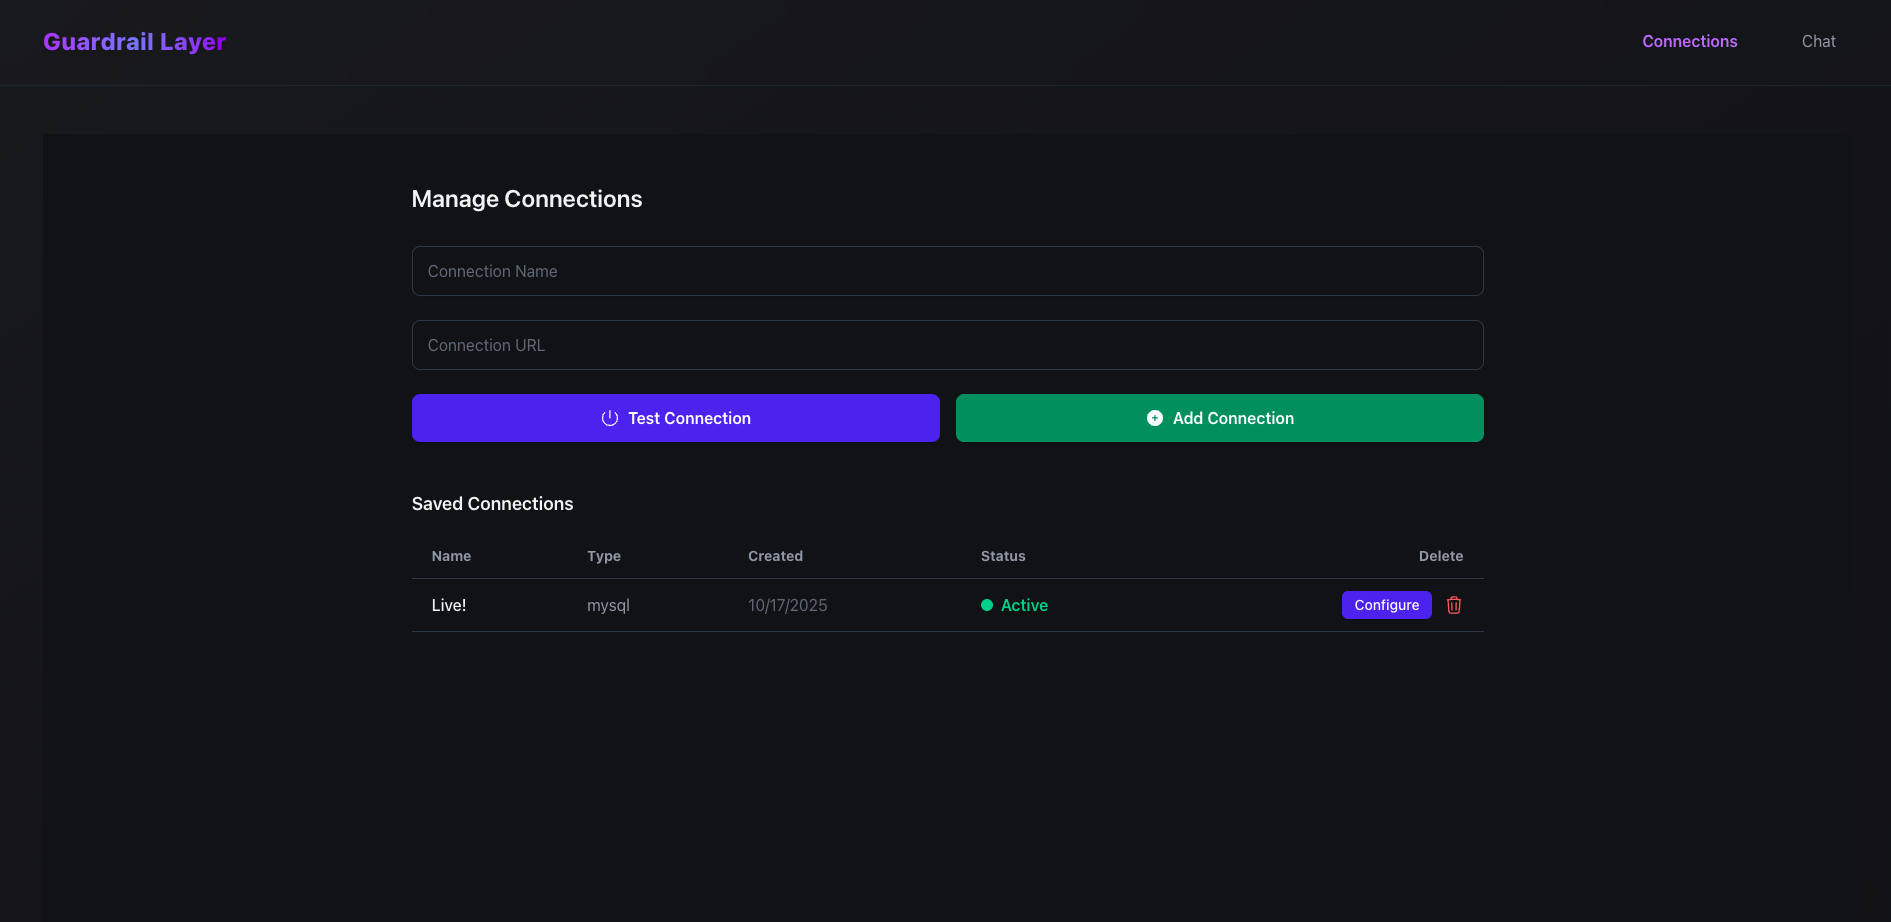 Guardrail Layer
Connections
Chat
Manage Connections
Connection Name
Connection URL
Test Connection
Add Connection
Saved Connections
Name Type Created Status Delete
Live! mysql 10/17/2025 Active Configure